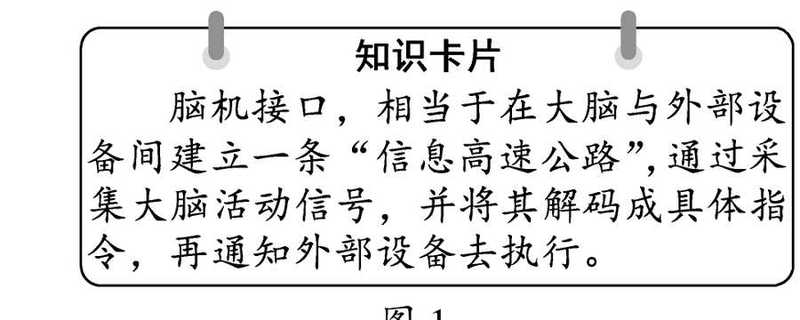 知识卡片
脑机接口，相当于在大脑与外部设
备间建立一条“信息高速公路”，通过采
集大脑活动信号，并将其解码成具体指
令，再通知外部设备去执行。
图 1